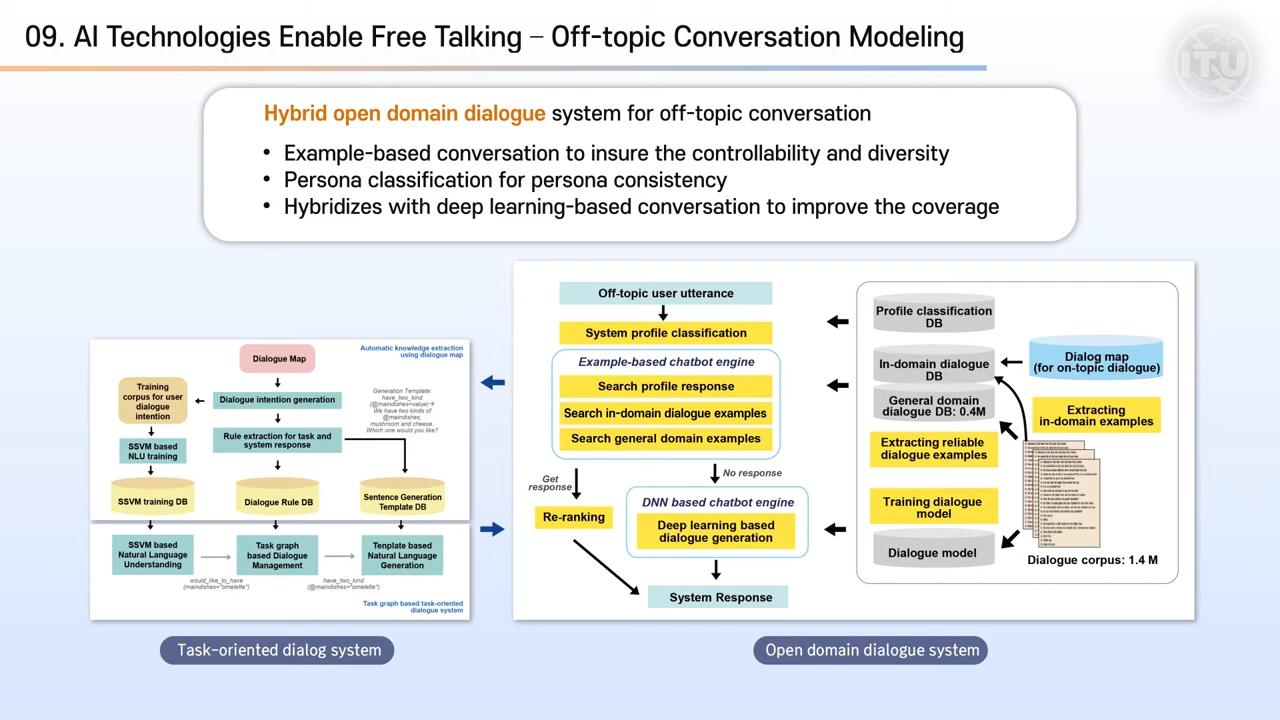 09. AI Technologies Enable Free Talking – Off-topic Conversation Modeling
ITU
Hybrid open domain dialogue system for off-topic conversation
• Example-based conversation to insure the controllability and diversity
• Persona classification for persona consistency
• Hybridizes with deep learning-based conversation to improve the coverage
Automatic knowledge extraction
using dialogue map
Dialogue Map
Training
corpus for user
dialogue
intention
Dialogue intention generation
Generation Template:
have_two_kind
(@maindishes=value)→
We have two kinds of
@maindishes,
mushroom and cheese.
Which one would you like?
Rule extraction for task and
system response
SSVM based
NLU training
SSVM training DB
Dialogue Rule DB
Sentence Generation
Template DB
SSVM based
Natural Language
Understanding
Task graph
based Dialogue
Management
Tenplate based
Natural Language
Generation
would_like_to_have
(maindishes="omelette")
have_two_kind
(@maindishes="omelette")
Task graph based task-oriented
dialogue system
Task-oriented dialog system
Off-topic user utterance
System profile classification
Example-based chatbot engine
Search profile response
Search in-domain dialogue examples
Search general domain examples
Get
response
No response
Re-ranking
DNN based chatbot engine
Deep learning based
dialogue generation
System Response
Profile classification
DB
In-domain dialogue
DB
General domain
dialogue DB: 0.4M
Dialog map
(for on-topic dialogue)
Extracting
in-domain examples
Extracting reliable
dialogue examples
Training dialogue
model
Dialogue model
Dialogue corpus: 1.4 M
Open domain dialogue system